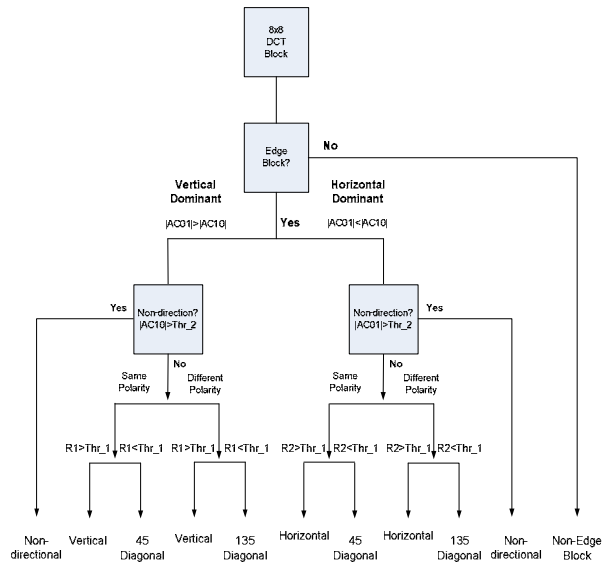 8x8
DCT
Block
Edge
Block?
No
Vertical
Dominant
Horizontal
Dominant
|AC01|>|AC10|
Yes
|AC01|<|AC10|
Yes
Non-direction?
|AC10|>Thr_2
Non-direction?
|AC01|>Thr_2
Yes
No
Same
Polarity
Different
Polarity
No
Same
Polarity
Different
Polarity
R1>Thr_1
R1<Thr_1
R1>Thr_1
R1<Thr_1
R2>Thr_1
R2<Thr_1
R2>Thr_1
R2<Thr_1
Non-
directional
Vertical
45
Diagonal
Vertical
135
Diagonal
Horizontal
45
Diagonal
Horizontal
135
Diagonal
Non-
directional
Non-Edge
Block